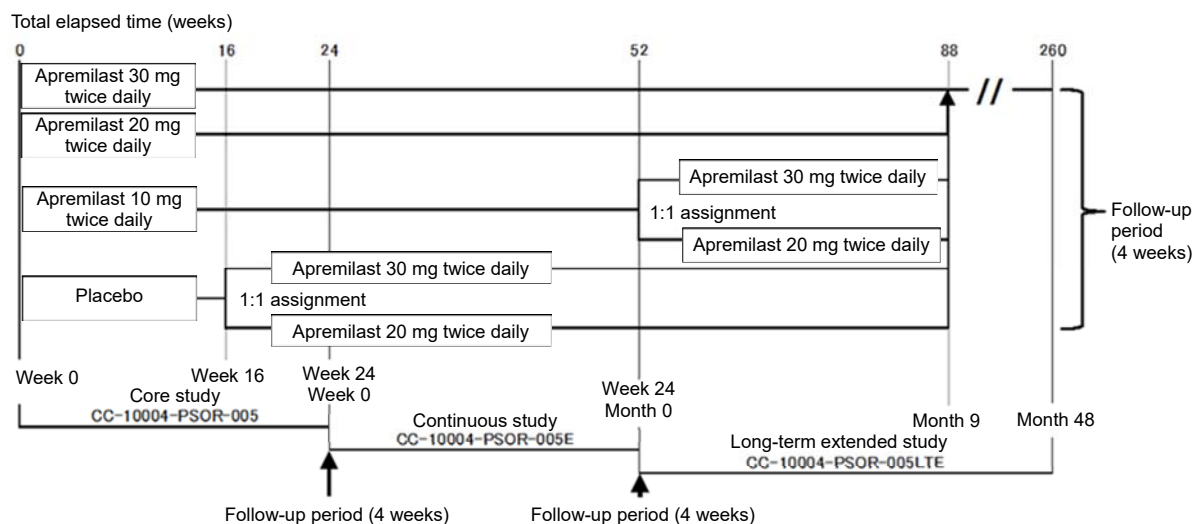 Total elapsed time (weeks)
0 16 24 52 88 260
Apremilast 30 mg
twice daily
Apremilast 20 mg
twice daily
Apremilast 10 mg
twice daily
Placebo
Apremilast 30 mg twice daily
1:1 assignment
Apremilast 20 mg twice daily
Apremilast 30 mg twice daily
1:1 assignment
Apremilast 20 mg twice daily
Follow-up
period
(4 weeks)
Week 0
Week 16
Week 24
Week 0
Week 24
Month 0
Month 9
Month 48
Core study
CC-10004-PSOR-005
Continuous study
CC-10004-PSOR-005E
Long-term extended study
CC-10004-PSOR-005LTE
Follow-up period (4 weeks)
Follow-up period (4 weeks)